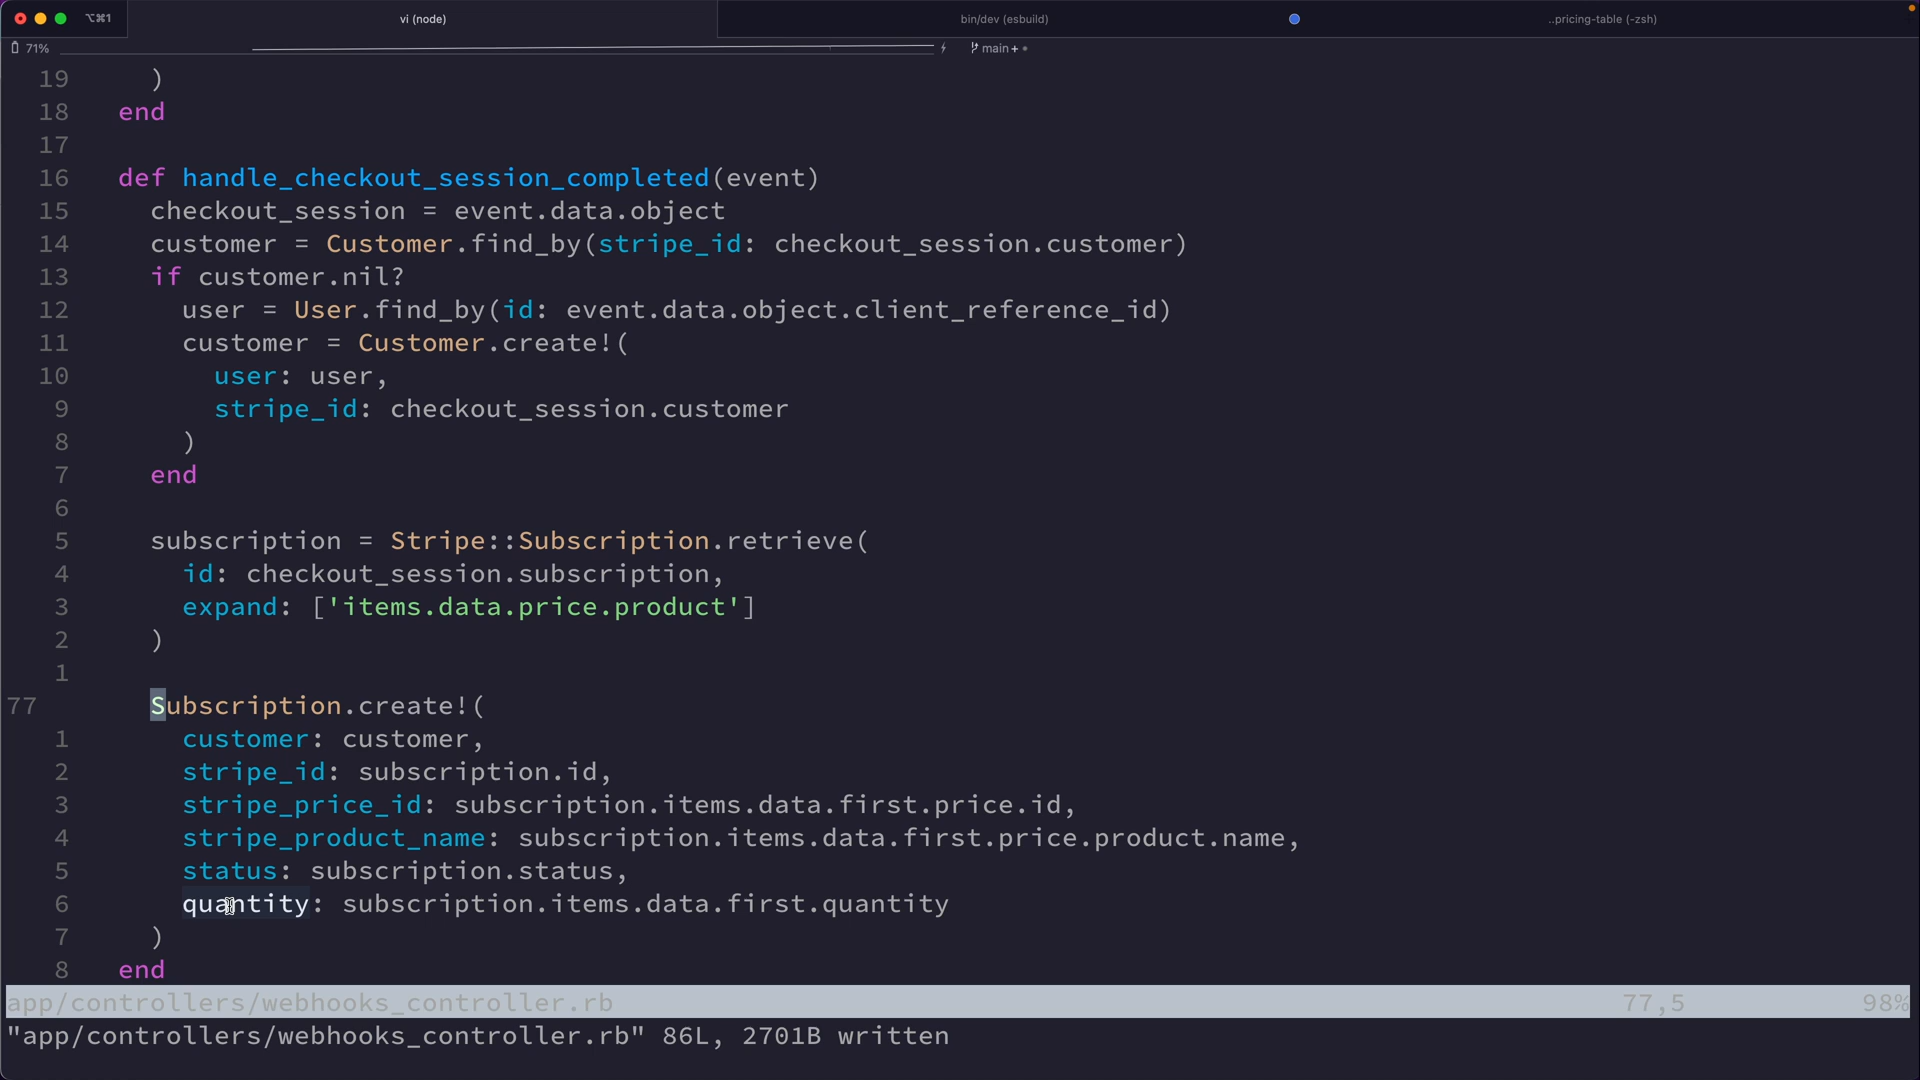 ⌥⌘1 vi (node) bin/dev (esbuild) ..pricing-table (-zsh)
71% main+
19 )
18 end
17
16 def handle_checkout_session_completed(event)
15 checkout_session = event.data.object
14 customer = Customer.find_by(stripe_id: checkout_session.customer)
13 if customer.nil?
12 user = User.find_by(id: event.data.object.client_reference_id)
11 customer = Customer.create!(
10 user: user,
9 stripe_id: checkout_session.customer
8 )
7 end
6
5 subscription = Stripe::Subscription.retrieve(
4 id: checkout_session.subscription,
3 expand: ['items.data.price.product']
2 )
1
77 Subscription.create!(
1 customer: customer,
2 stripe_id: subscription.id,
3 stripe_price_id: subscription.items.data.first.price.id,
4 stripe_product_name: subscription.items.data.first.price.product.name,
5 status: subscription.status,
6 quantity: subscription.items.data.first.quantity
7 )
8 end
app/controllers/webhooks_controller.rb 77,5 98%
"app/controllers/webhooks_controller.rb" 86L, 2701B written